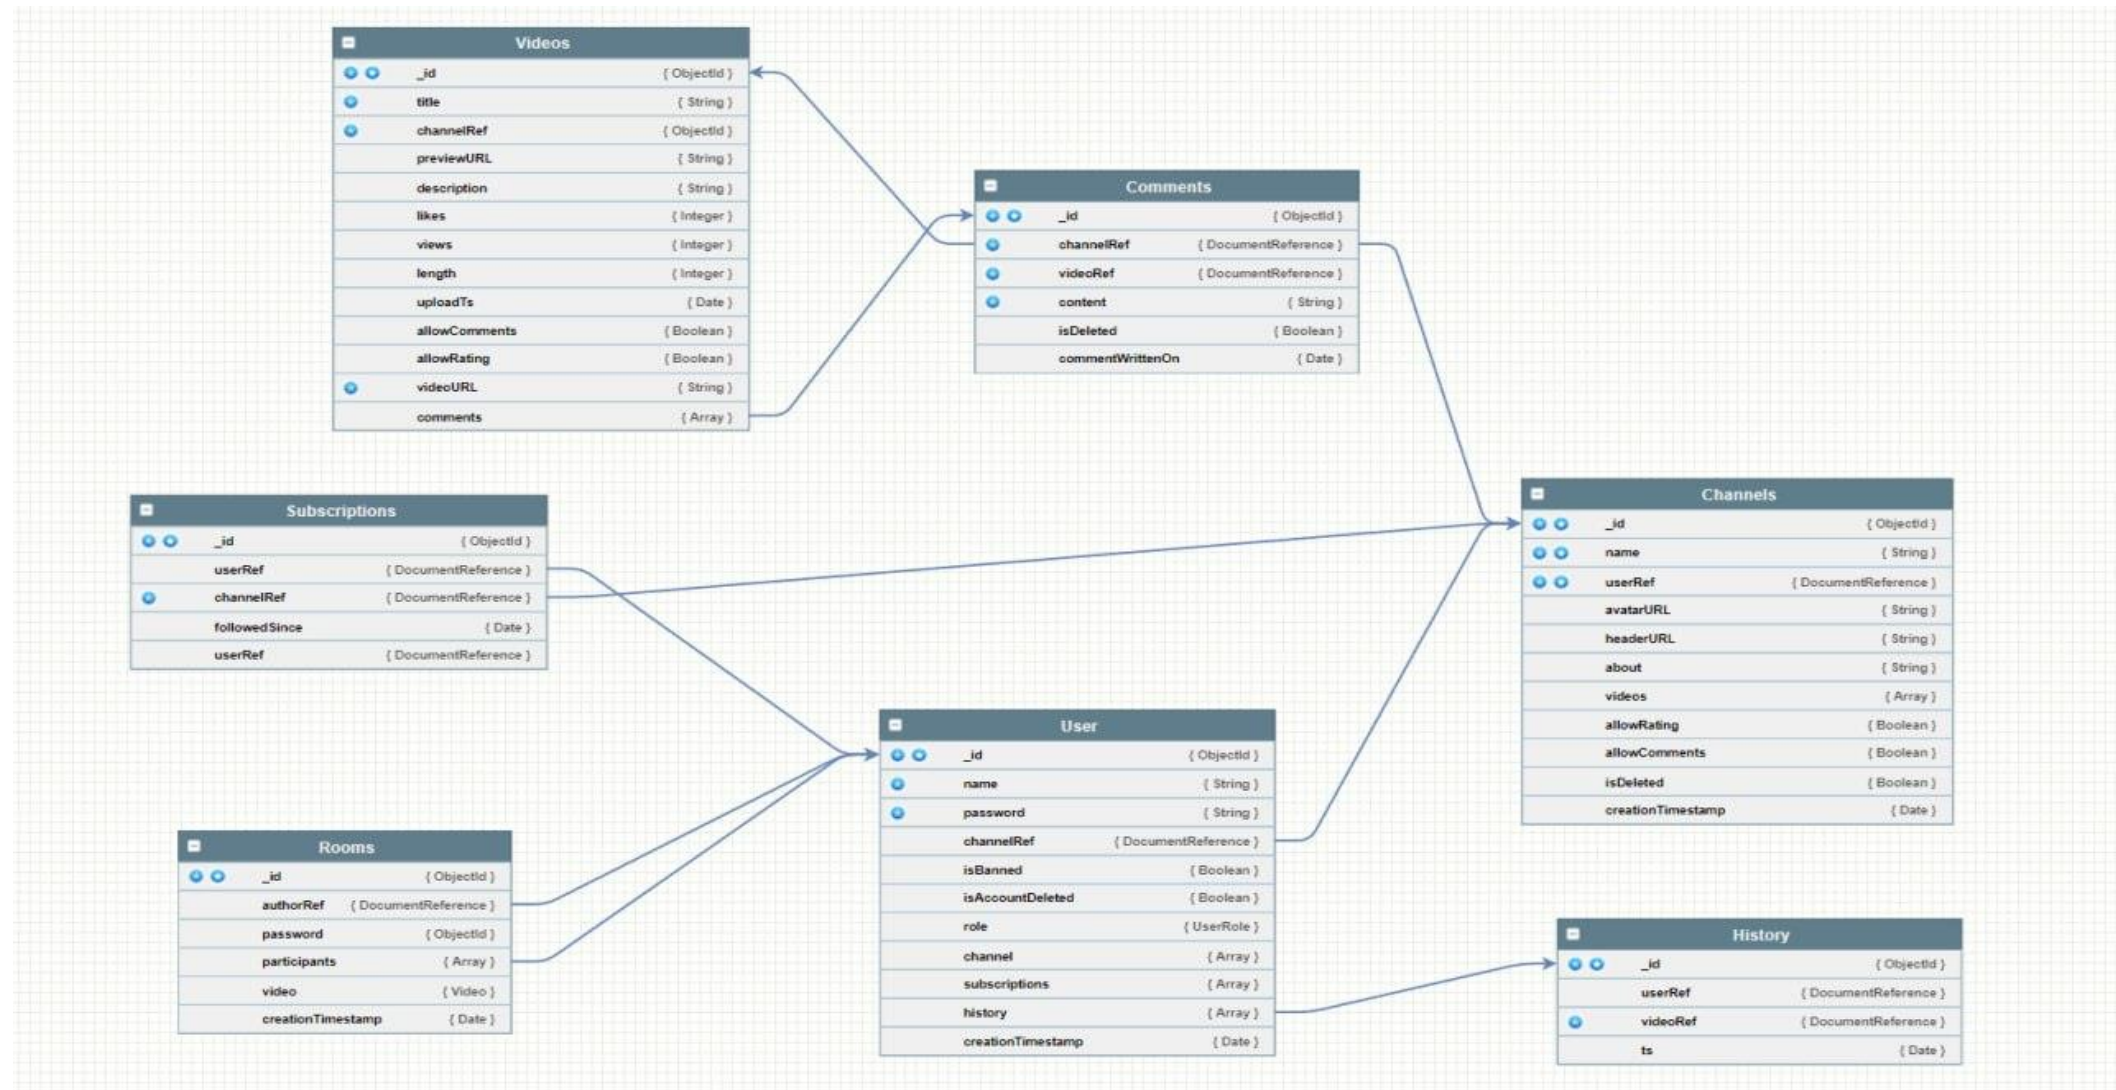 Videos
_id { ObjectId }
title { String }
channelRef { ObjectId }
previewURL { String }
description { String }
likes { Integer }
views { Integer }
length { Integer }
uploadTs { Date }
allowComments { Boolean }
allowRating { Boolean }
videoURL { String }
comments { Array }
Comments
_id { ObjectId }
channelRef { DocumentReference }
videoRef { DocumentReference }
content { String }
isDeleted { Boolean }
commentWrittenOn { Date }
Subscriptions
_id { ObjectId }
userRef { DocumentReference }
channelRef { DocumentReference }
followedSince { Date }
userRef { DocumentReference }
Channels
_id { ObjectId }
name { String }
userRef { DocumentReference }
avatarURL { String }
headerURL { String }
about { String }
videos { Array }
allowRating { Boolean }
allowComments { Boolean }
isDeleted { Boolean }
creationTimestamp { Date }
User
_id { ObjectId }
name { String }
password { String }
channelRef { DocumentReference }
isBanned { Boolean }
isAccountDeleted { Boolean }
role { UserRole }
channel { Array }
subscriptions { Array }
history { Array }
creationTimestamp { Date }
Rooms
_id { ObjectId }
authorRef { DocumentReference }
password { ObjectId }
participants { Array }
video { Video }
creationTimestamp { Date }
History
_id { ObjectId }
userRef { DocumentReference }
videoRef { DocumentReference }
ts { Date }